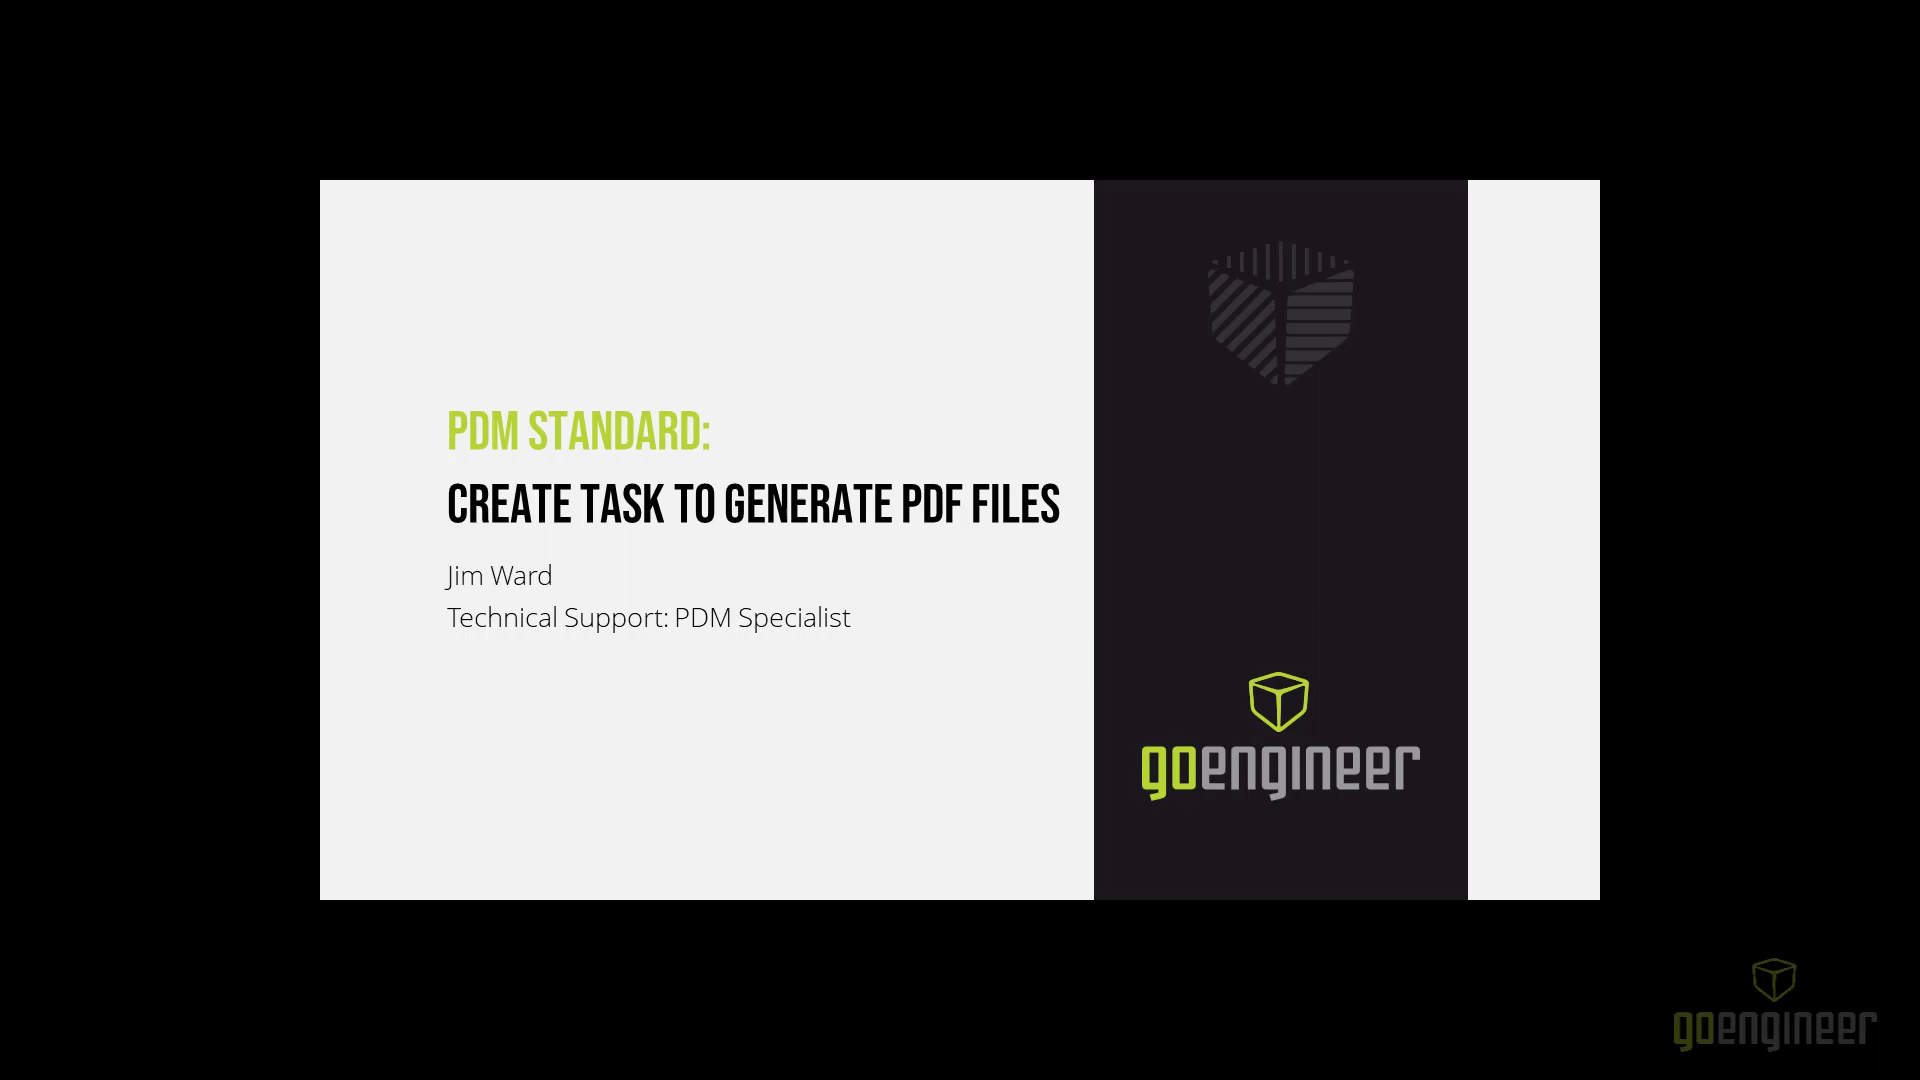 PDM STANDARD:
CREATE TASK TO GENERATE PDF FILES
Jim Ward
Technical Support: PDM Specialist
goengineer
goengineer